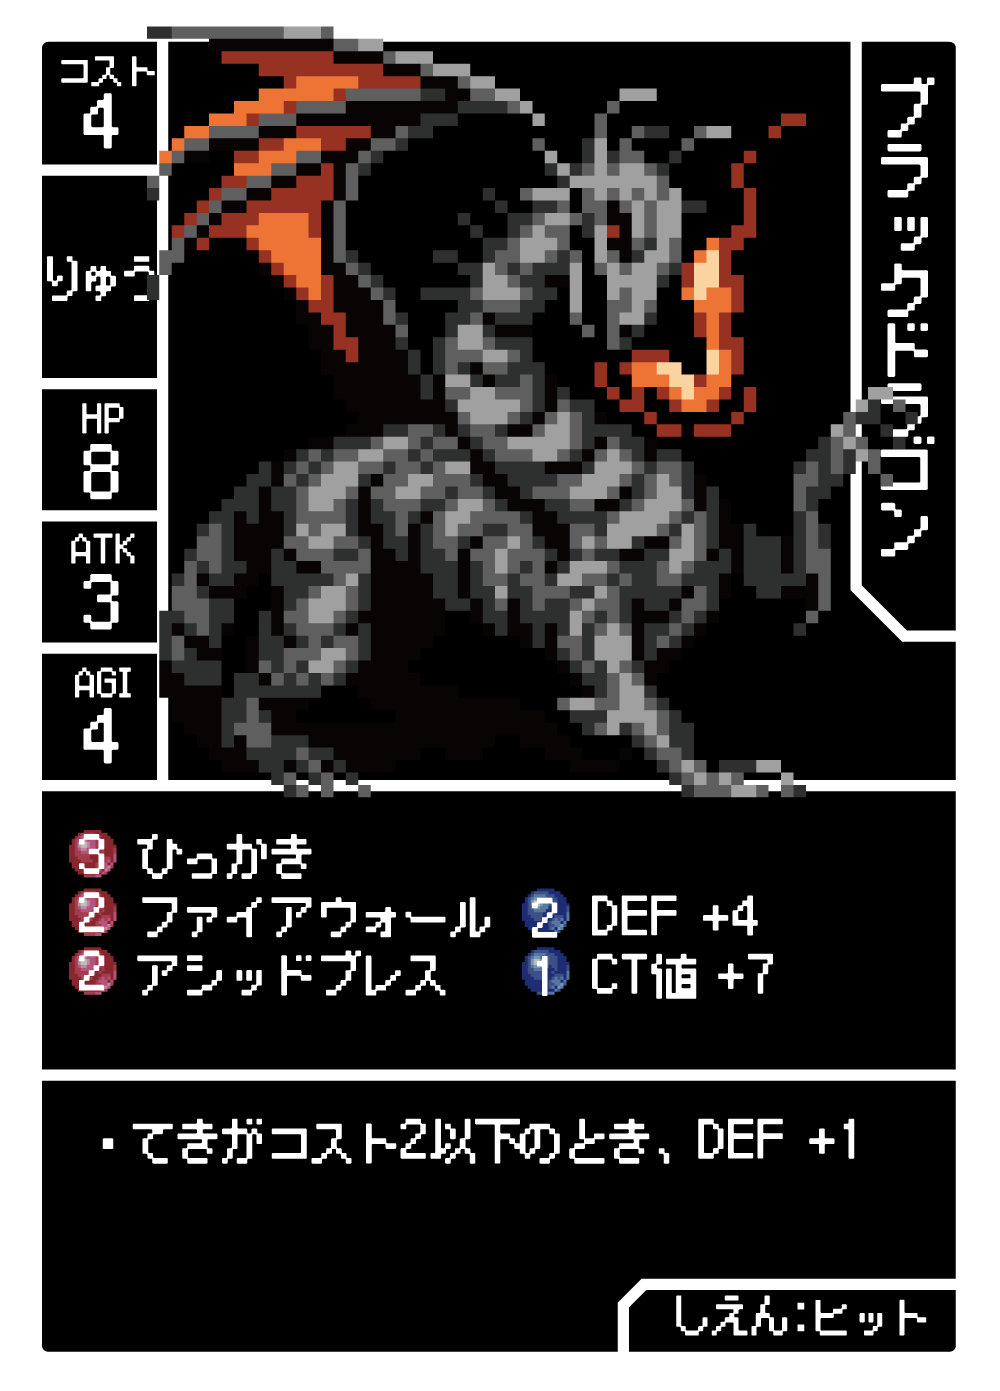 コスト
4
りゅう
HP
8
ATK
3
AGI
4
ブラックドラゴン
3 ひっかき
2 ファイアウォール 2 DEF +4
2 アシッドブレス 1 CT値 +7
・てきがコスト2以下のとき、DEF +1
しえん:ヒット